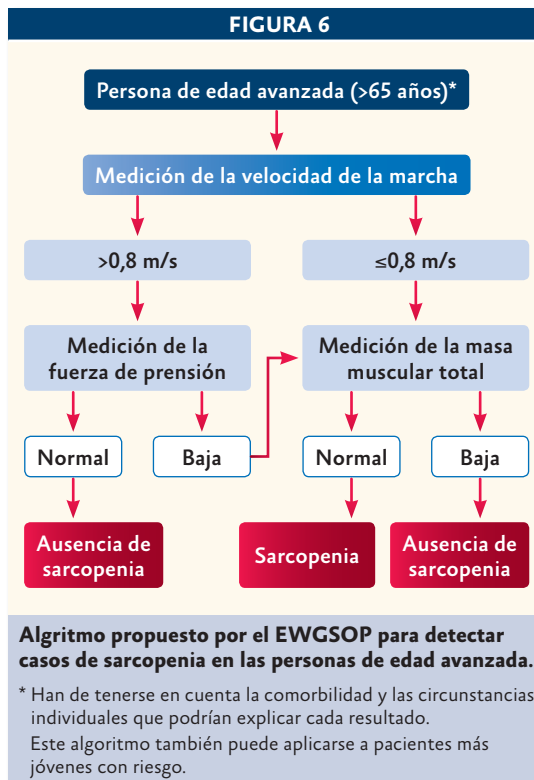 FIGURA 6
Persona de edad avanzada (>65 años)*
Medición de la velocidad de la marcha
>0,8 m/s
≤0,8 m/s
Medición de la
fuerza de prensión
Medición de la masa
muscular total
Normal
Baja
Normal
Baja
Ausencia de
sarcopenia
Sarcopenia
Ausencia de
sarcopenia
Algritmo propuesto por el EWGSOP para detectar
casos de sarcopenia en las personas de edad avanzada.
* Han de tenerse en cuenta la comorbilidad y las circunstancias
individuales que podrían explicar cada resultado.
Este algoritmo también puede aplicarse a pacientes más
jóvenes con riesgo.